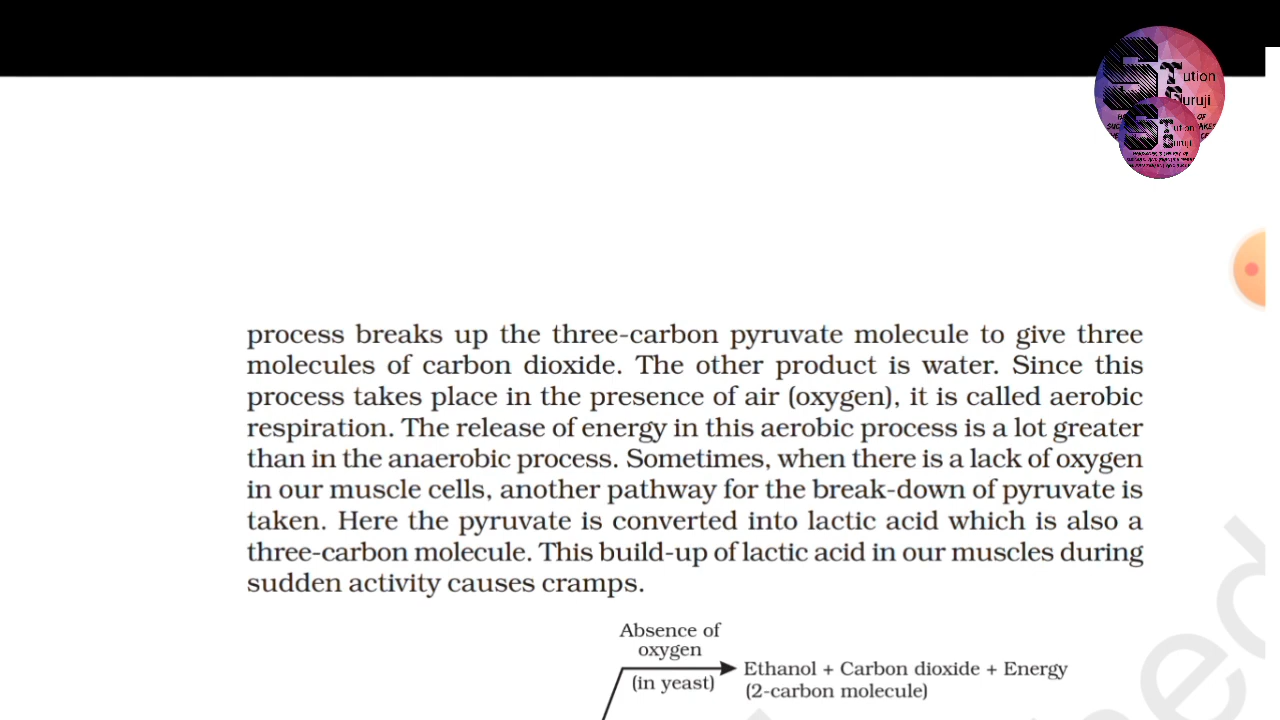 ution
uruji
OF
ution
uruji
process breaks up the three-carbon pyruvate molecule to give three
molecules of carbon dioxide. The other product is water. Since this
process takes place in the presence of air (oxygen), it is called aerobic
respiration. The release of energy in this aerobic process is a lot greater
than in the anaerobic process. Sometimes, when there is a lack of oxygen
in our muscle cells, another pathway for the break-down of pyruvate is
taken. Here the pyruvate is converted into lactic acid which is also a
three-carbon molecule. This build-up of lactic acid in our muscles during
sudden activity causes cramps.
Absence of
oxygen
Ethanol + Carbon dioxide + Energy
(in yeast)
(2-carbon molecule)